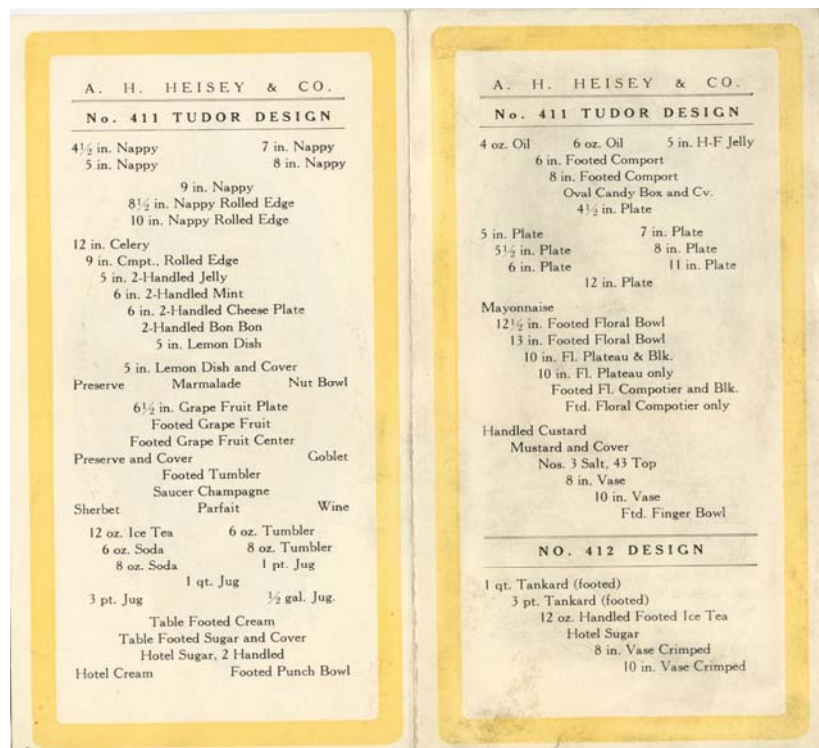 A. H. HEISEY & CO.
No. 411 TUDOR DESIGN
4½ in. Nappy 7 in. Nappy
5 in. Nappy 8 in. Nappy
9 in. Nappy
8½ in. Nappy Rolled Edge
10 in. Nappy Rolled Edge
12 in. Celery
9 in. Cmpt., Rolled Edge
5 in. 2-Handled Jelly
6 in. 2-Handled Mint
6 in. 2-Handled Cheese Plate
2-Handled Bon Bon
5 in. Lemon Dish
5 in. Lemon Dish and Cover
Preserve Marmalade Nut Bowl
6½ in. Grape Fruit Plate
Footed Grape Fruit
Footed Grape Fruit Center
Preserve and Cover Goblet
Footed Tumbler
Saucer Champagne
Sherbet Parfait Wine
12 oz. Ice Tea 6 oz. Tumbler
6 oz. Soda 8 oz. Tumbler
8 oz. Soda 1 pt. Jug
1 qt. Jug
3 pt. Jug ½ gal. Jug.
Table Footed Cream
Table Footed Sugar and Cover
Hotel Sugar, 2 Handled
Hotel Cream Footed Punch Bowl
A. H. HEISEY & CO.
No. 411 TUDOR DESIGN
4 oz. Oil 6 oz. Oil 5 in. H-F Jelly
6 in. Footed Comport
8 in. Footed Comport
Oval Candy Box and Cv.
4½ in. Plate
5 in. Plate 7 in. Plate
5½ in. Plate 8 in. Plate
6 in. Plate 11 in. Plate
12 in. Plate
Mayonnaise
12½ in. Footed Floral Bowl
13 in. Footed Floral Bowl
10 in. Fl. Plateau & Blk.
10 in. Fl. Plateau only
Footed Fl. Compotier and Blk.
Ftd. Floral Compotier only
Handled Custard
Mustard and Cover
Nos. 3 Salt, 43 Top
8 in. Vase
10 in. Vase
Ftd. Finger Bowl
NO. 412 DESIGN
1 qt. Tankard (footed)
3 pt. Tankard (footed)
12 oz. Handled Footed Ice Tea
Hotel Sugar
8 in. Vase Crimped
10 in. Vase Crimped